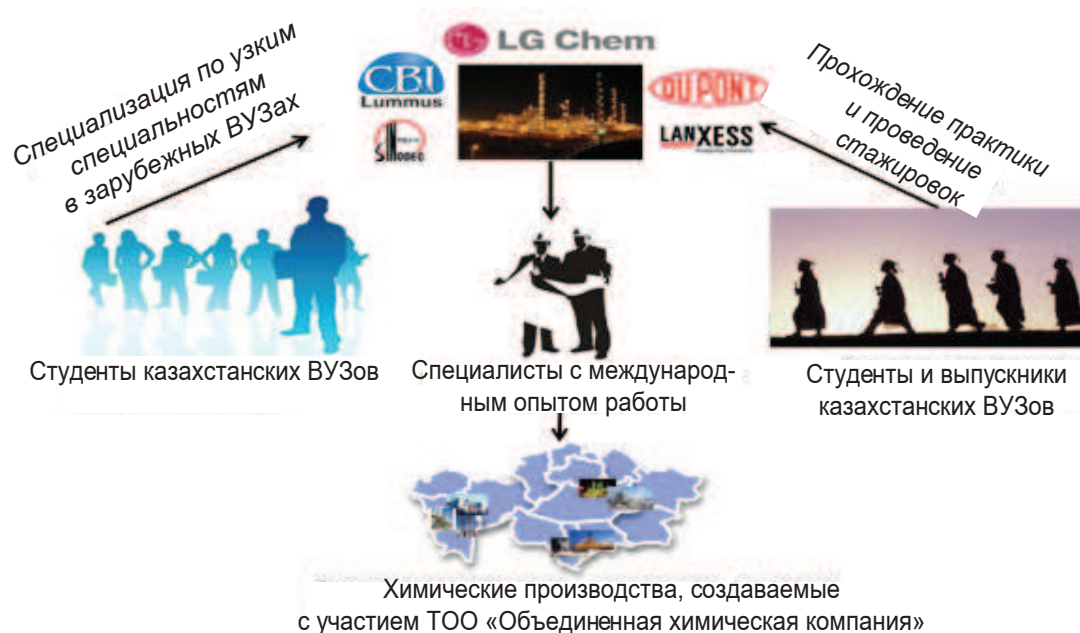 Специализация по узким
специальностям
в зарубежных ВУЗах
LG Chem
CBI
Lummus
DUPONT
LANXESS
Прохождение практики
и проведение
стажировок
Студенты казахстанских ВУЗов
Специалисты с международ-
ным опытом работы
Студенты и выпускники
казахстанских ВУЗов
Химические производства, создаваемые
с участием ТОО «Объединенная химическая компания»